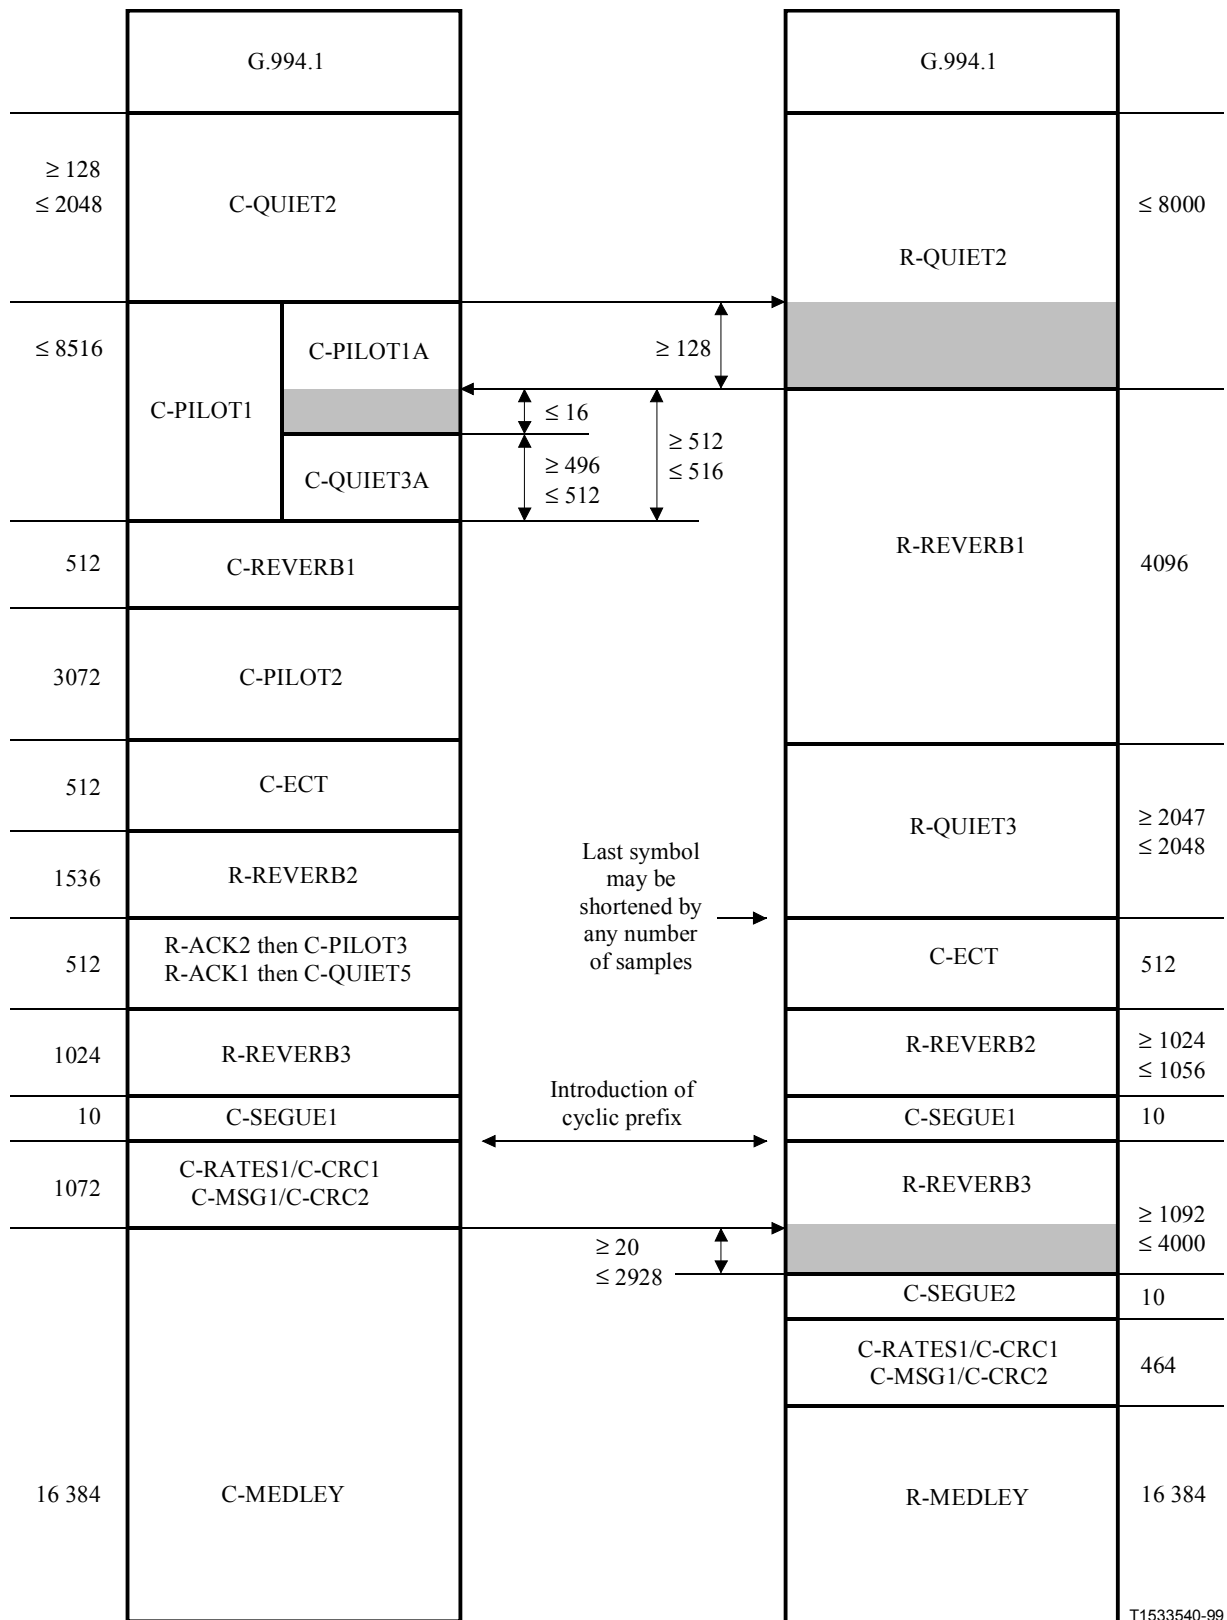 G.994.1
G.994.1
≥ 128
≤ 2048
C-QUIET2
≤ 8000
R-QUIET2
≤ 8516
C-PILOT1A
≥ 128
C-PILOT1
≤ 16
≥ 512
≤ 516
C-QUIET3A
≥ 496
≤ 512
512
C-REVERB1
R-REVERB1
4096
3072
C-PILOT2
512
C-ECT
R-QUIET3
≥ 2047
≤ 2048
1536
R-REVERB2
Last symbol
may be
shortened by
any number
of samples
512
R-ACK2 then C-PILOT3
R-ACK1 then C-QUIET5
C-ECT
512
1024
R-REVERB3
R-REVERB2
≥ 1024
≤ 1056
Introduction of
cyclic prefix
10
C-SEGUE1
C-SEGUE1
10
1072
C-RATES1/C-CRC1
C-MSG1/C-CRC2
R-REVERB3
≥ 1092
≤ 4000
≥ 20
≤ 2928
C-SEGUE2
10
C-RATES1/C-CRC1
C-MSG1/C-CRC2
464
16 384
C-MEDLEY
R-MEDLEY
16 384
T1533540-99